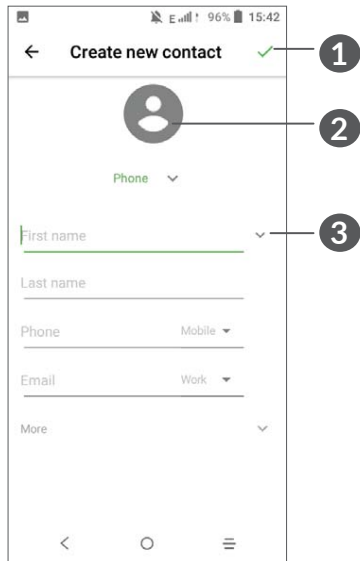 E 96% 15:42
Create new contact
1
2
Phone
First name
3
Last name
Phone Mobile
Email Work
More